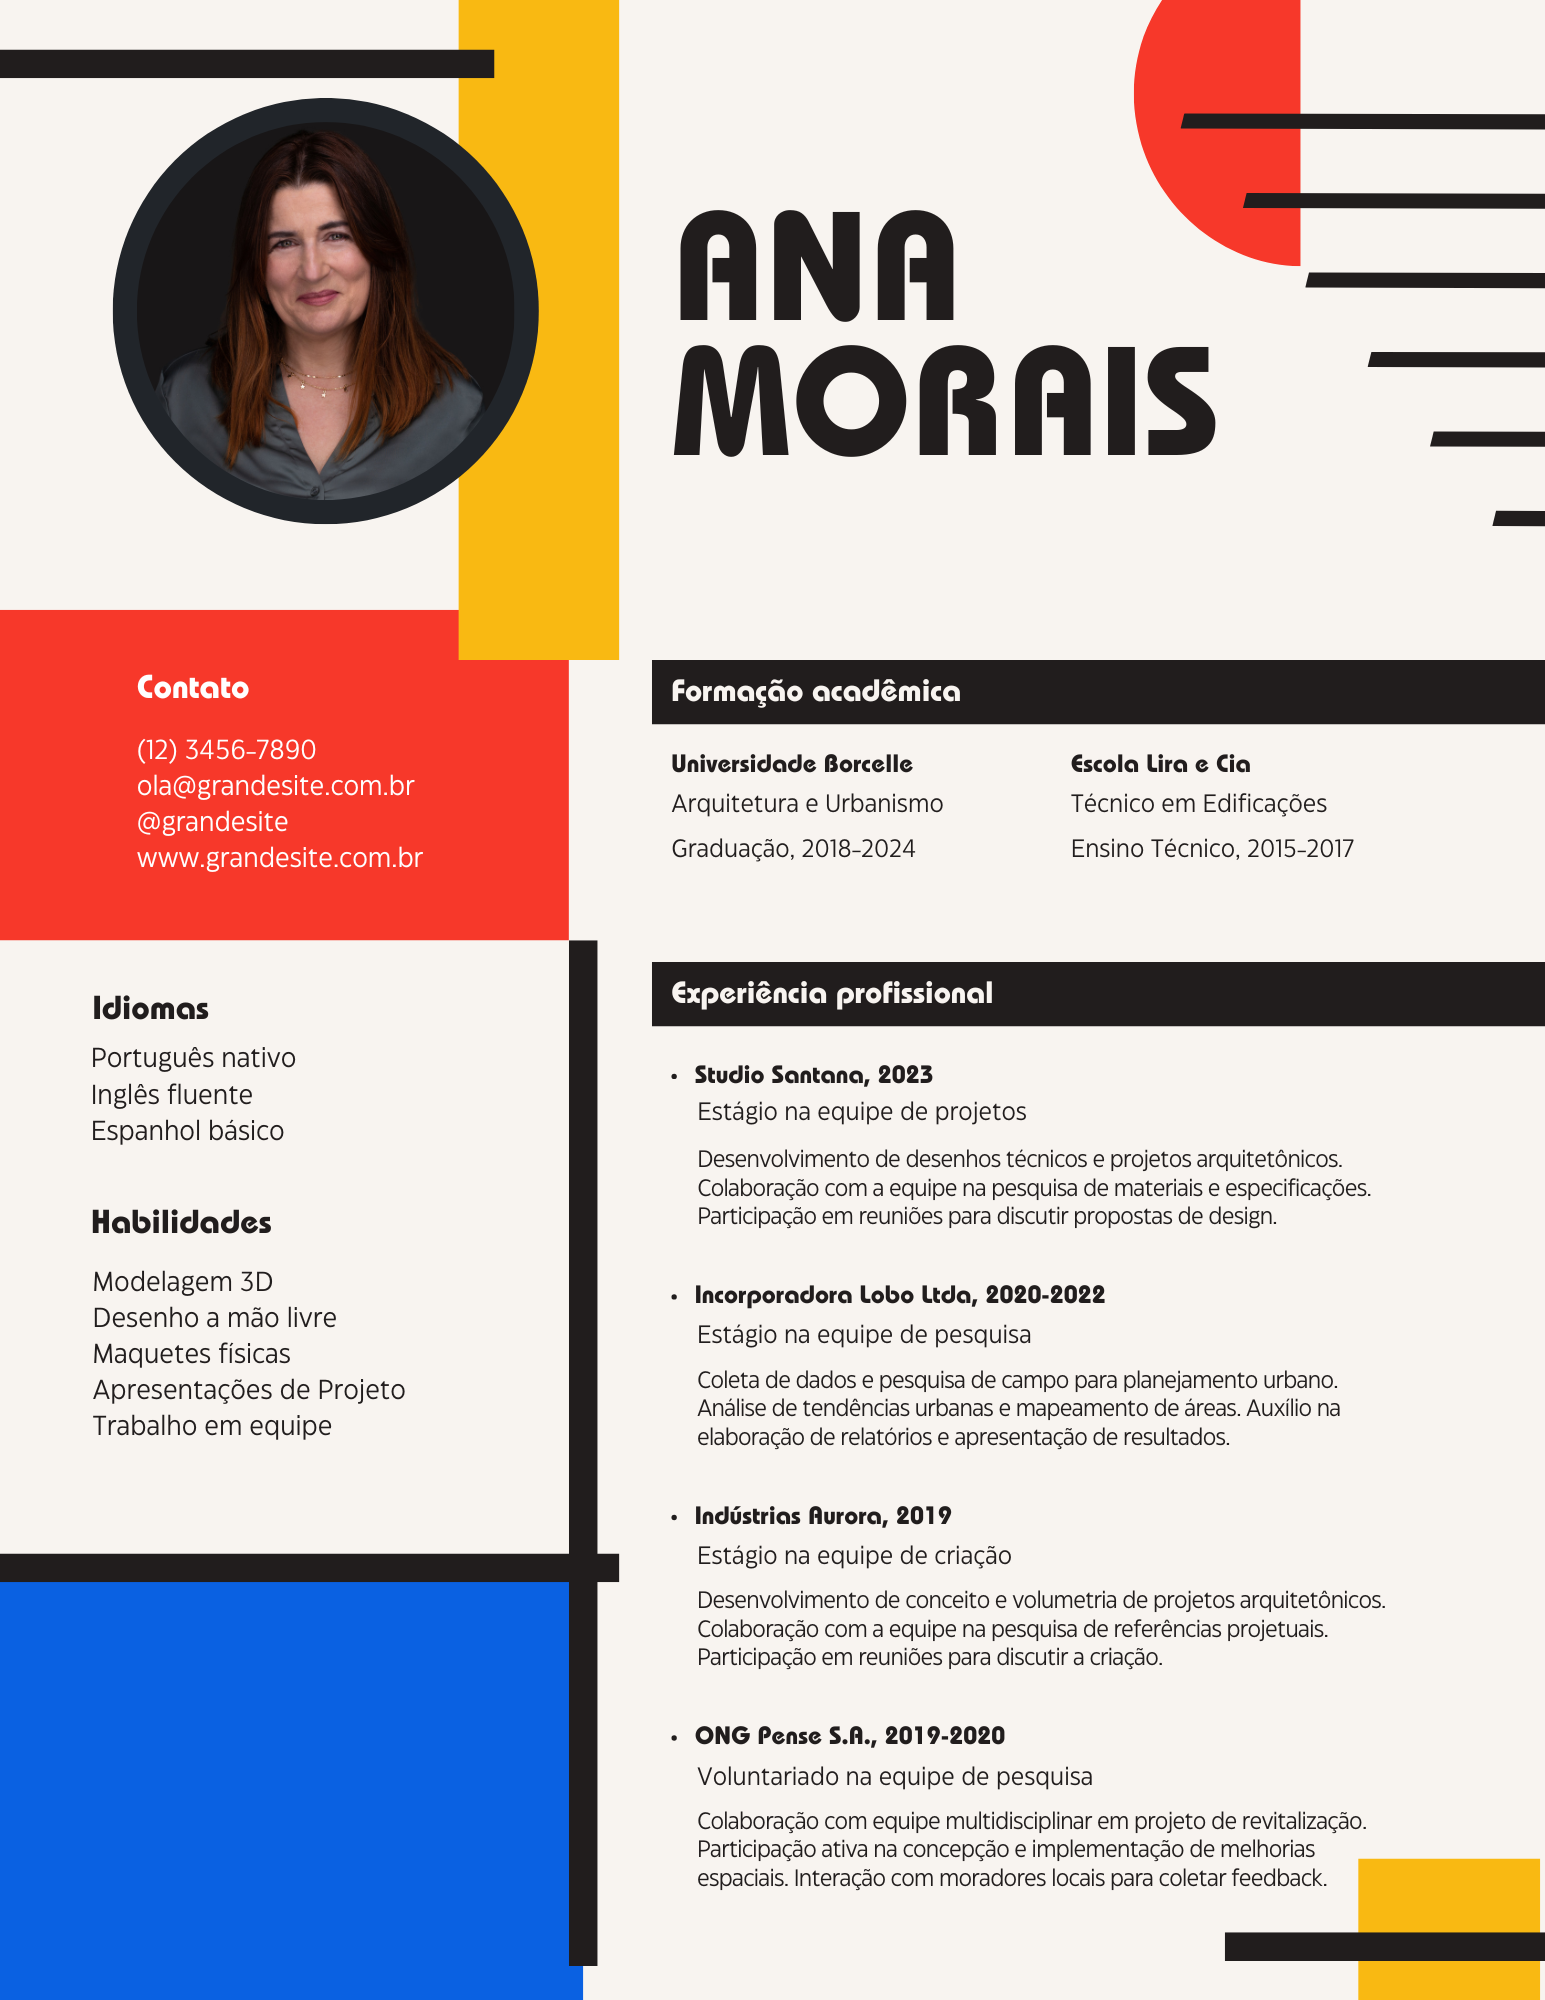 ANA
MORAIS
Contato
(12) 3456-7890
ola@grandesite.com.br
@grandesite
www.grandesite.com.br
Idiomas
Português nativo
Inglês fluente
Espanhol básico
Habilidades
Modelagem 3D
Desenho a mão livre
Maquetes físicas
Apresentações de Projeto
Trabalho em equipe
Formação acadêmica
Universidade Borcelle
Arquitetura e Urbanismo
Graduação, 2018-2024
Escola Lira e Cia
Técnico em Edificações
Ensino Técnico, 2015-2017
Experiência profissional
• Studio Santana, 2023
Estágio na equipe de projetos
Desenvolvimento de desenhos técnicos e projetos arquitetônicos.
Colaboração com a equipe na pesquisa de materiais e especificações.
Participação em reuniões para discutir propostas de design.
• Incorporadora Lobo Ltda, 2020-2022
Estágio na equipe de pesquisa
Coleta de dados e pesquisa de campo para planejamento urbano.
Análise de tendências urbanas e mapeamento de áreas. Auxílio na
elaboração de relatórios e apresentação de resultados.
• Indústrias Aurora, 2019
Estágio na equipe de criação
Desenvolvimento de conceito e volumetria de projetos arquitetônicos.
Colaboração com a equipe na pesquisa de referências projetuais.
Participação em reuniões para discutir a criação.
• ONG Pense S.A., 2019-2020
Voluntariado na equipe de pesquisa
Colaboração com equipe multidisciplinar em projeto de revitalização.
Participação ativa na concepção e implementação de melhorias
espaciais. Interação com moradores locais para coletar feedback.